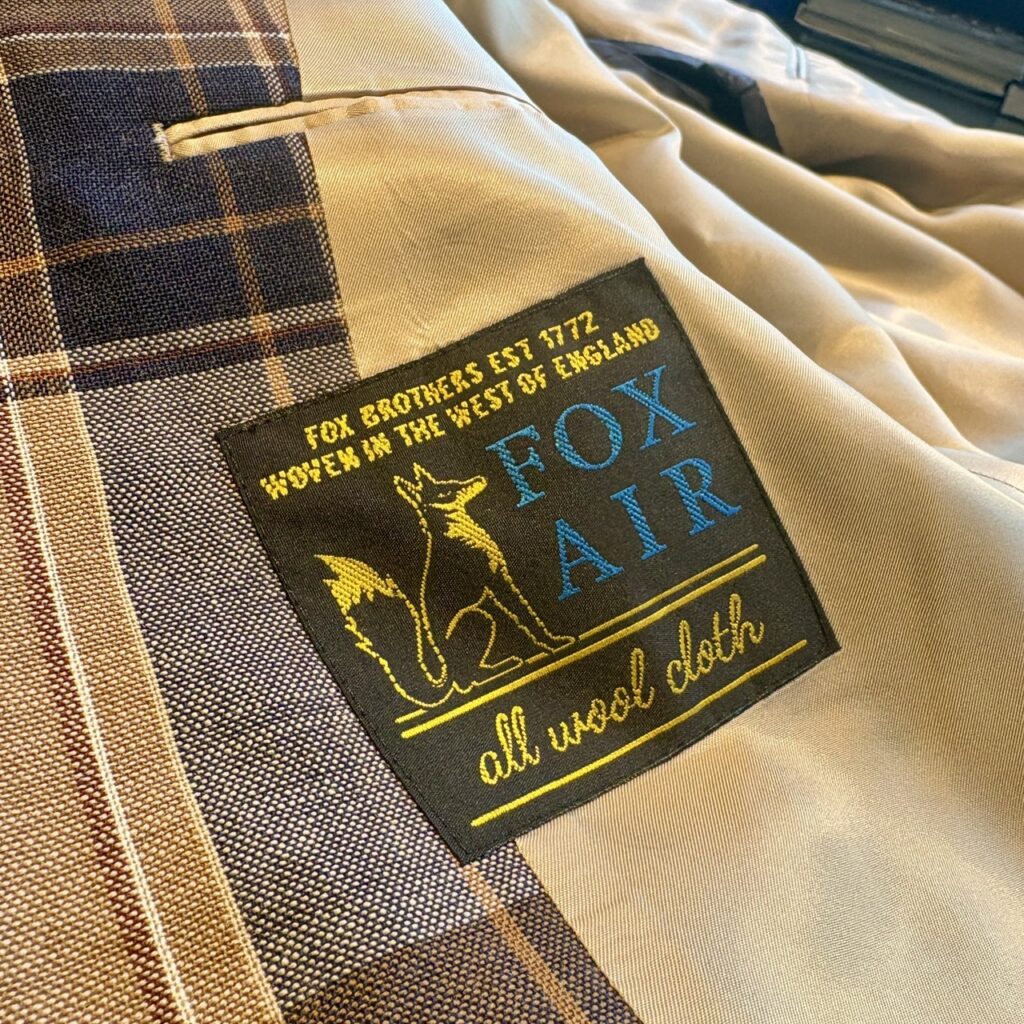 FOX BROTHERS EST 1772
WOVEN IN THE WEST OF ENGLAND
FOX
AIR
all wool cloth